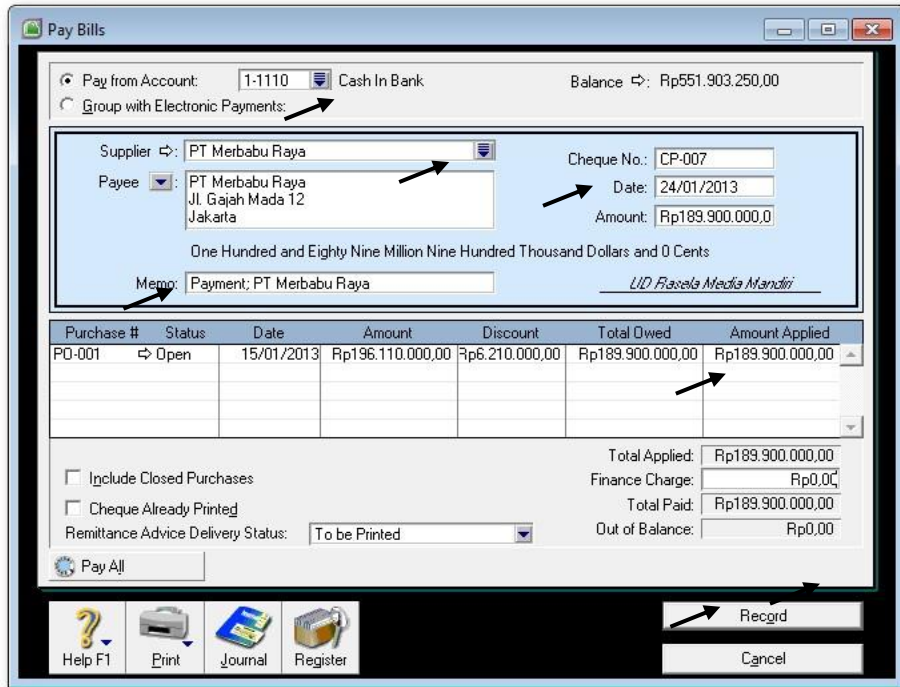 Pay Bills
Pay from Account: 1-1110 Cash In Bank Balance ⇨: Rp551.903.250,00
Group with Electronic Payments:
Supplier ⇨: PT Merbabu Raya
Cheque No.: CP-007
Payee : PT Merbabu Raya
Jl. Gajah Mada 12
Jakarta
Date: 24/01/2013
Amount: Rp189.900.000,0
One Hundred and Eighty Nine Million Nine Hundred Thousand Dollars and 0 Cents
Memo: Payment; PT Merbabu Raya
UD Rasela Media Mandiri
Purchase # Status Date Amount Discount Total Owed Amount Applied
PO-001 ⇨ Open 15/01/2013 Rp196.110.000,00 Rp6.210.000,00 Rp189.900.000,00 Rp189.900.000,00
Total Applied: Rp189.900.000,00
Include Closed Purchases
Finance Charge: Rp0,00
Cheque Already Printed
Total Paid: Rp189.900.000,00
Remittance Advice Delivery Status: To be Printed
Out of Balance: Rp0,00
Pay All
Help F1 Print Journal Register
Record
Cancel